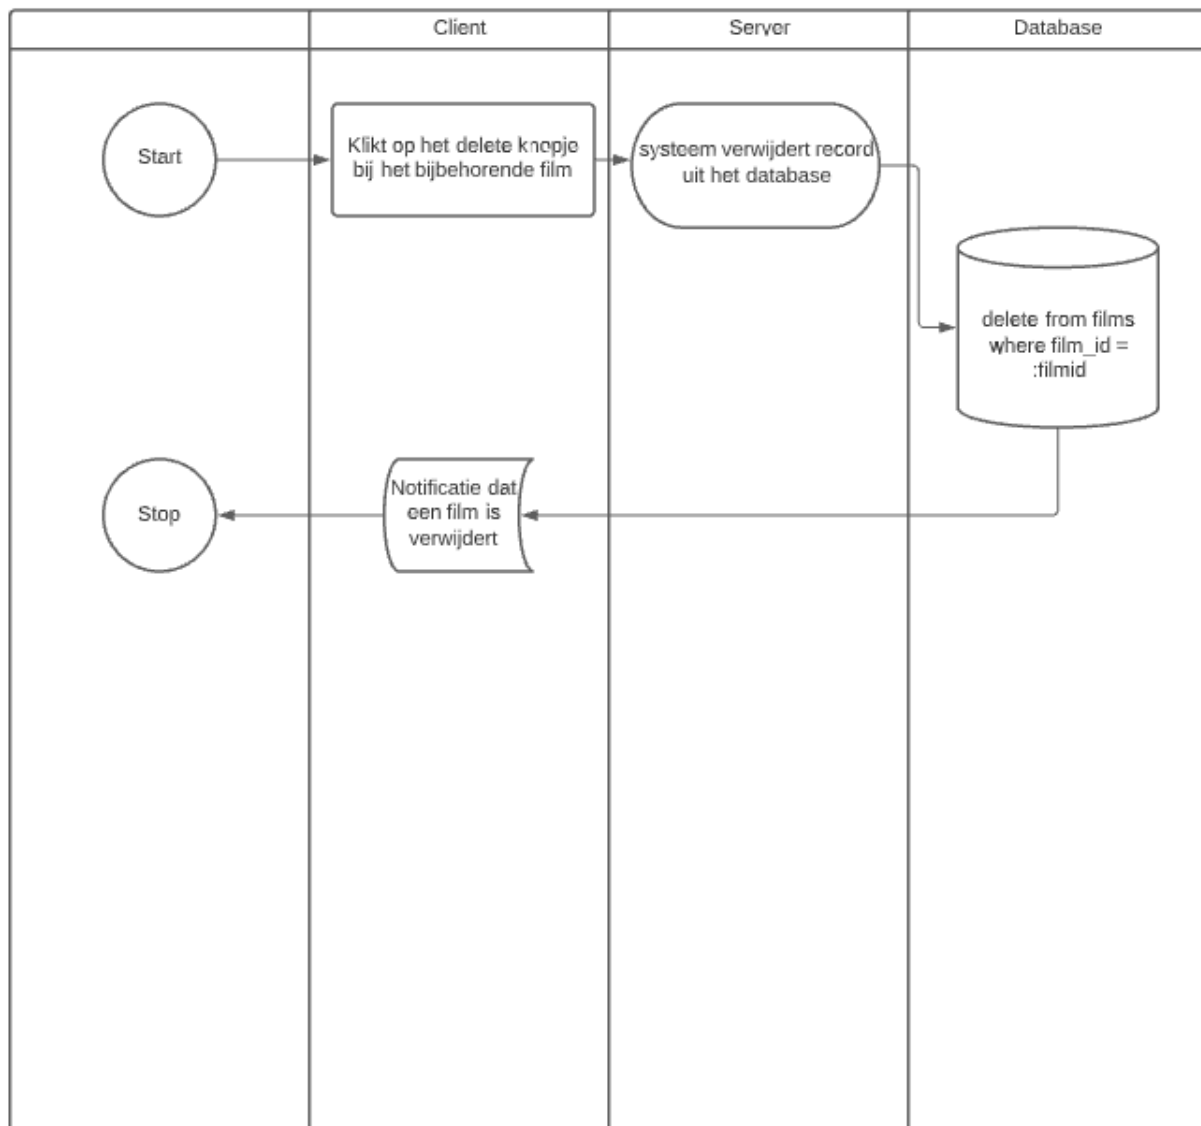 Client
Server
Database
Start
Klikt op het delete knopje
bij het bijbehorende film
systeem verwijdert record
uit het database
delete from films
where film_id =
:filmid
Notificatie dat
een film is
verwijdert
Stop